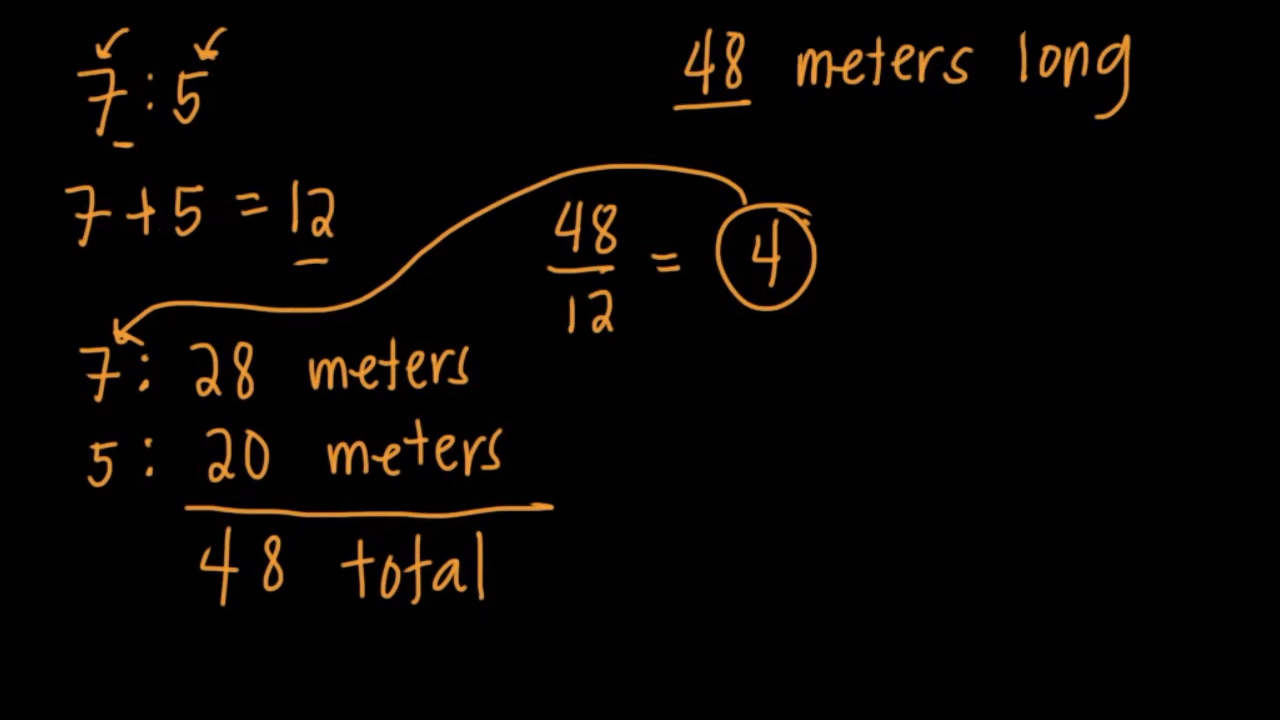 7:5
48 meters long
7+5 = 12
48/12 = 4
7: 28 meters
5: 20 meters
48 total